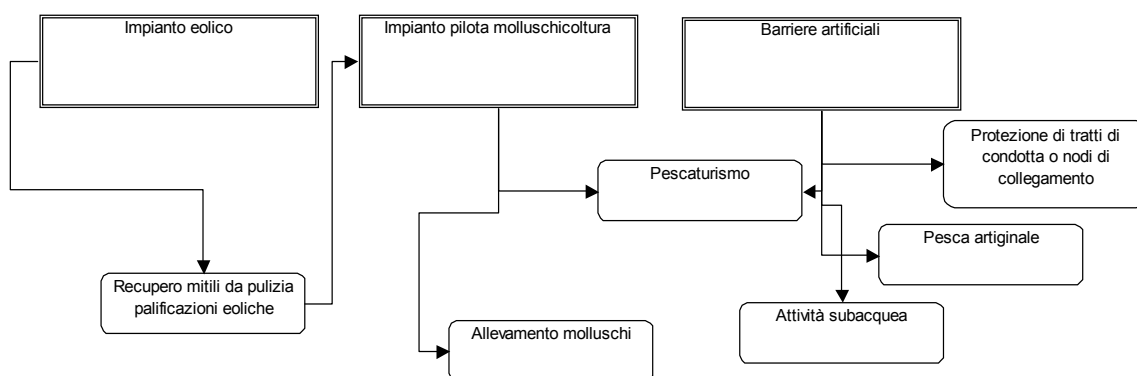 Impianto eolico
Impianto pilota molluschicoltura
Barriere artificiali
Protezione di tratti di
condotta o nodi di
collegamento
Pescaturismo
Pesca artiginale
Recupero mitili da pulizia
palificazioni eoliche
Attività subacquea
Allevamento molluschi